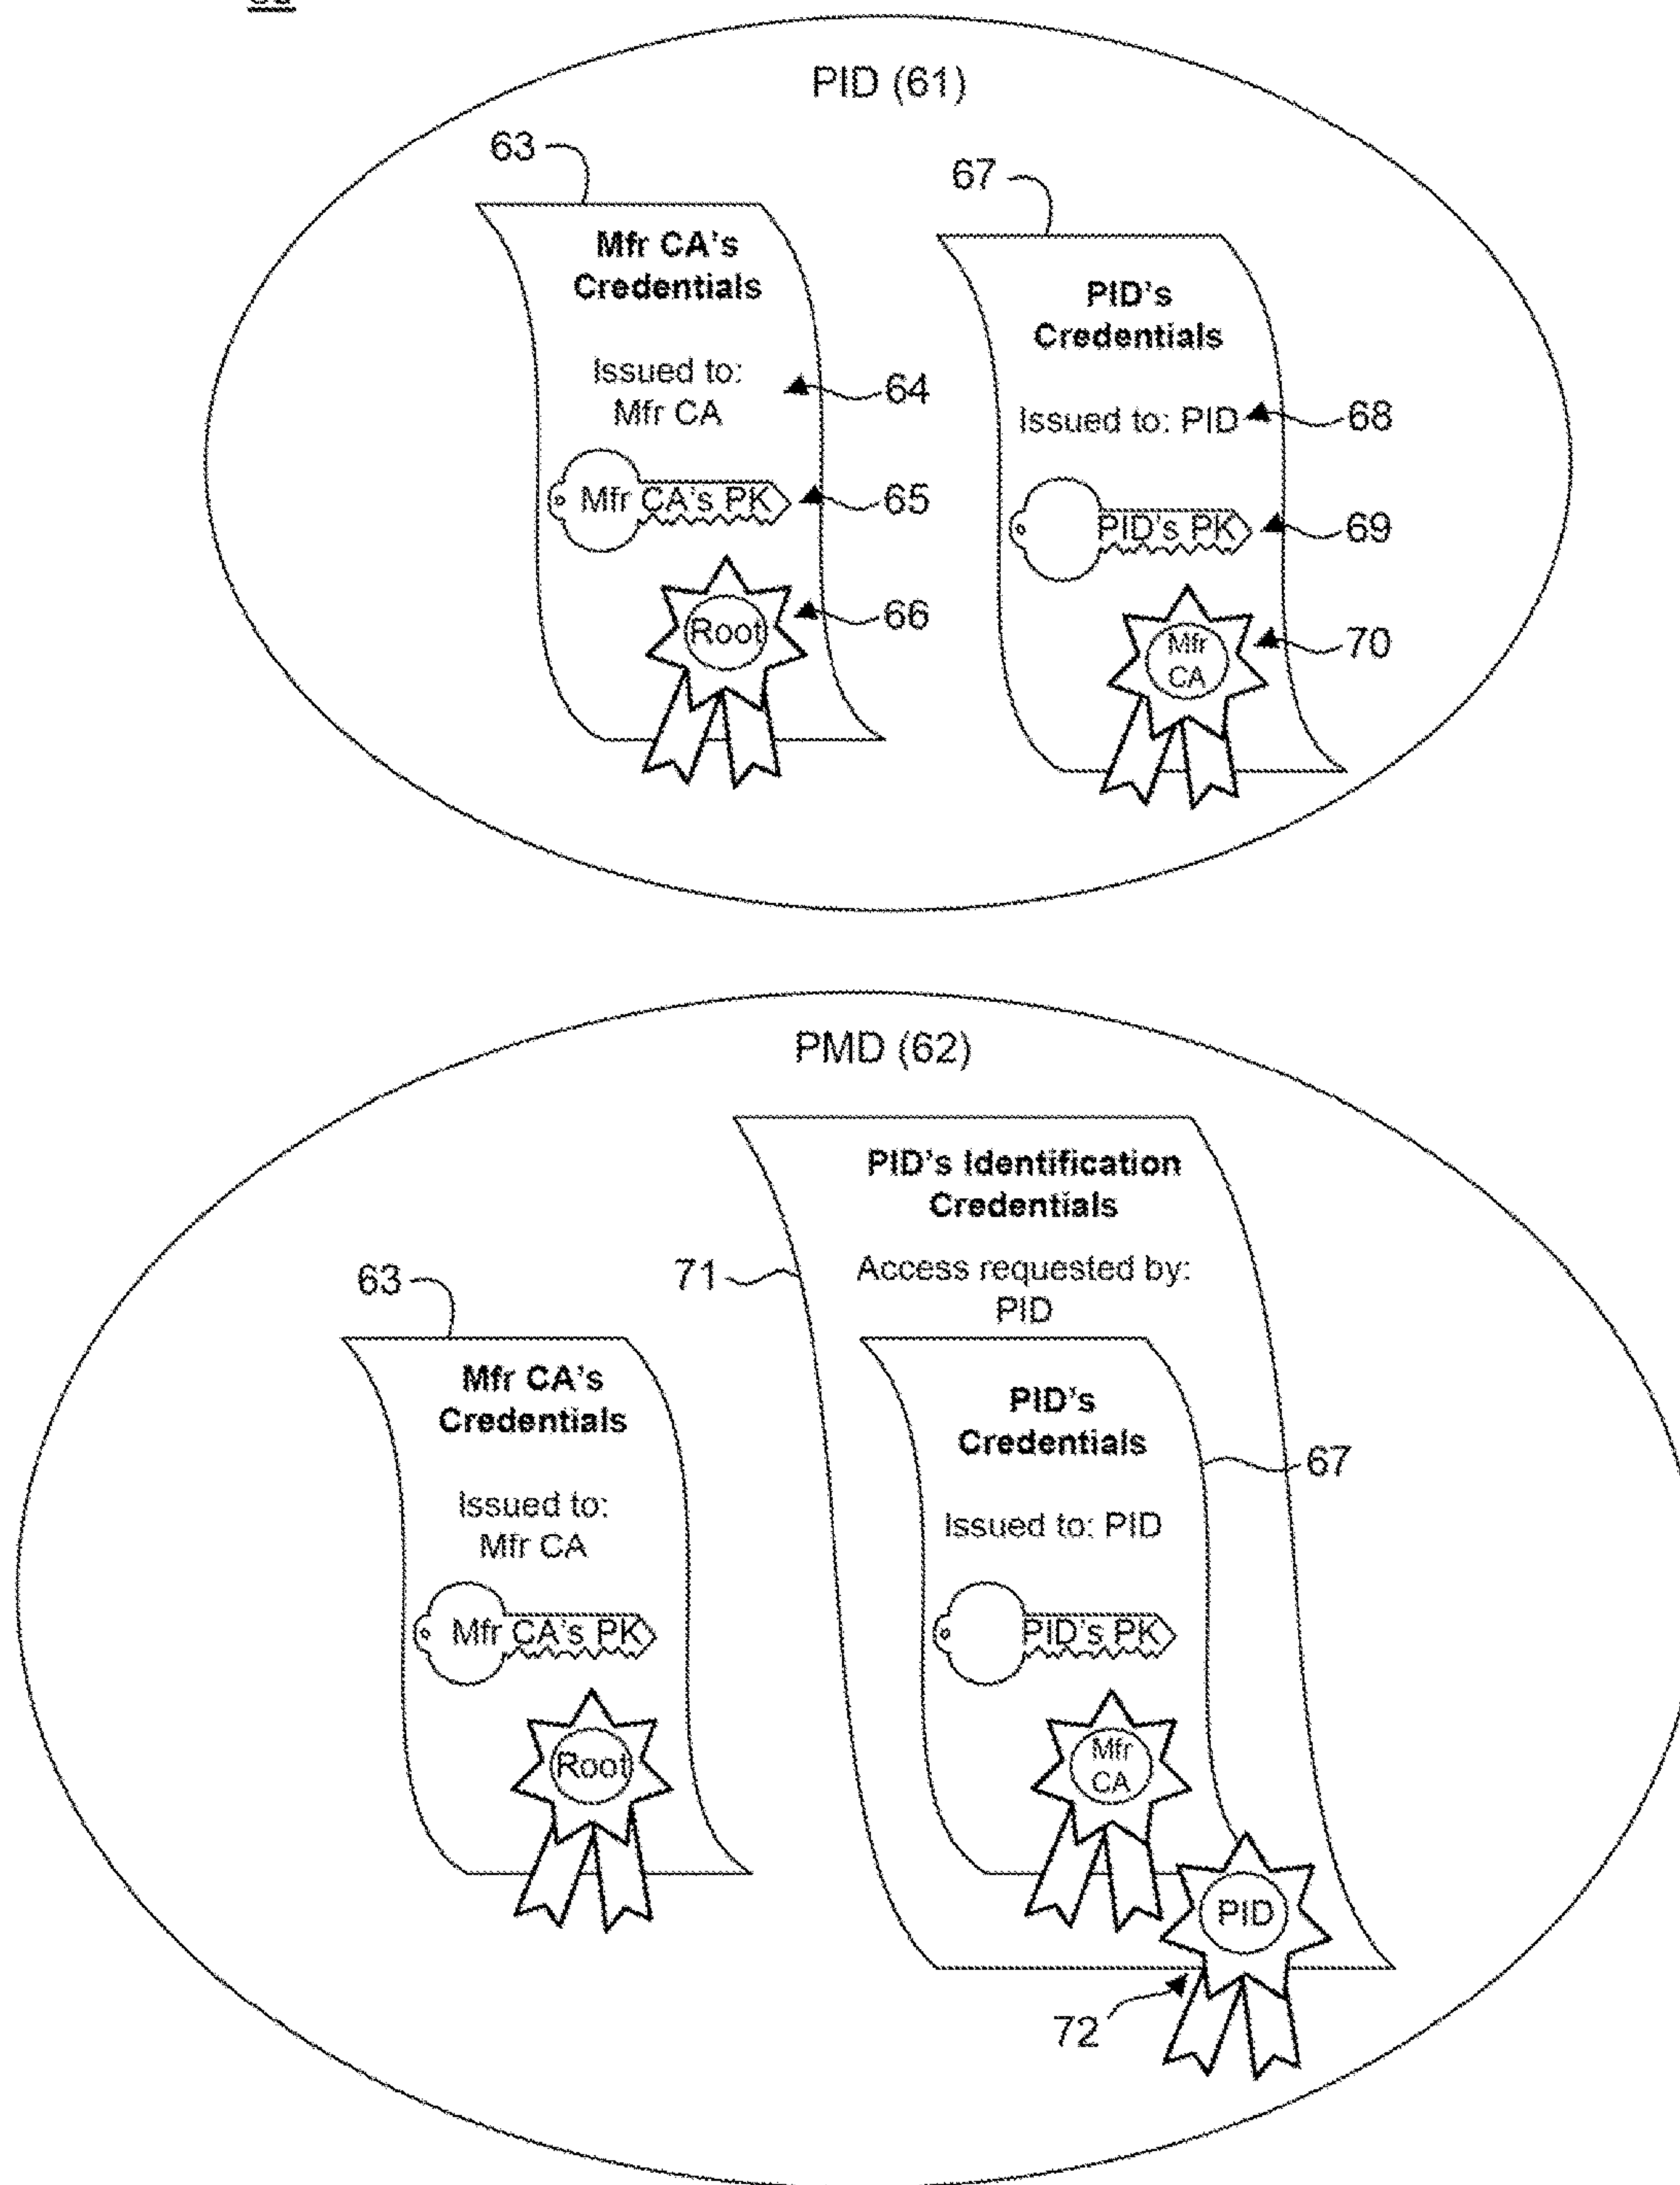 PID (61)
63
67
Mfr CA's
Credentials
Issued to:
Mfr CA
64
Mfr CA's PK
65
Root
66
PID's
Credentials
Issued to: PID
68
PID's PK
69
Mfr
CA
70
PMD (62)
PID's Identification
Credentials
Access requested by:
PID
71
63
Mfr CA's
Credentials
Issued to:
Mfr CA
Mfr CA's PK
Root
PID's
Credentials
67
Issued to: PID
PID's PK
Mfr
CA
PID
72